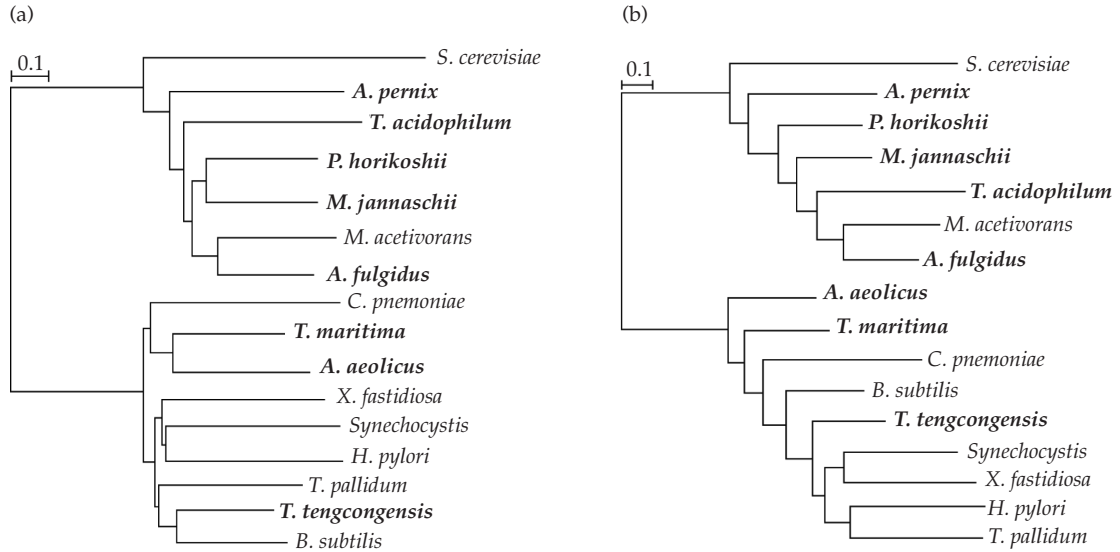 (a)
0.1
S. cerevisiae
A. pernix
T. acidophilum
P. horikoshii
M. jannaschii
M. acetivorans
A. fulgidus
C. pnemoniae
T. maritima
A. aeolicus
X. fastidiosa
Synechocystis
H. pylori
T. pallidum
T. tengcongensis
B. subtilis
(b)
0.1
S. cerevisiae
A. pernix
P. horikoshii
M. jannaschii
T. acidophilum
M. acetivorans
A. fulgidus
A. aeolicus
T. maritima
C. pnemoniae
B. subtilis
T. tengcongensis
Synechocystis
X. fastidiosa
H. pylori
T. pallidum